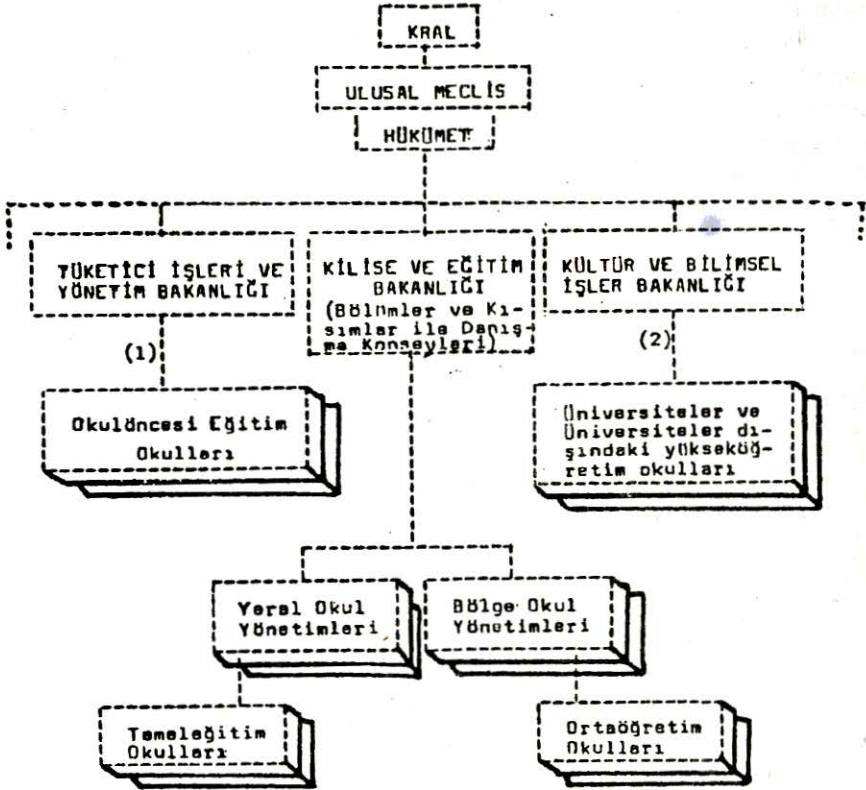 KRAL
ULUSAL MECLİS
HÜKÜMET
TÜKETİCİ İŞLERİ VE
YÖNETİM BAKANLIĞI
KİLİSE VE EĞİTİM
BAKANLIĞI
(Bölümler ve Kı-
sımlar ile Danış-
ma Konseyleri)
KÜLTÜR VE BİLİMSEL
İŞLER BAKANLIĞI
(1)
(2)
Okulöncesi Eğitim
Okulları
Üniversiteler ve
Üniversiteler dı-
şındaki yükseköğ-
retim okulları
Yerel Okul
Yönetimleri
Bölge Okul
Yönetimleri
Temeleğitim
Okulları
Ortaöğretim
Okulları